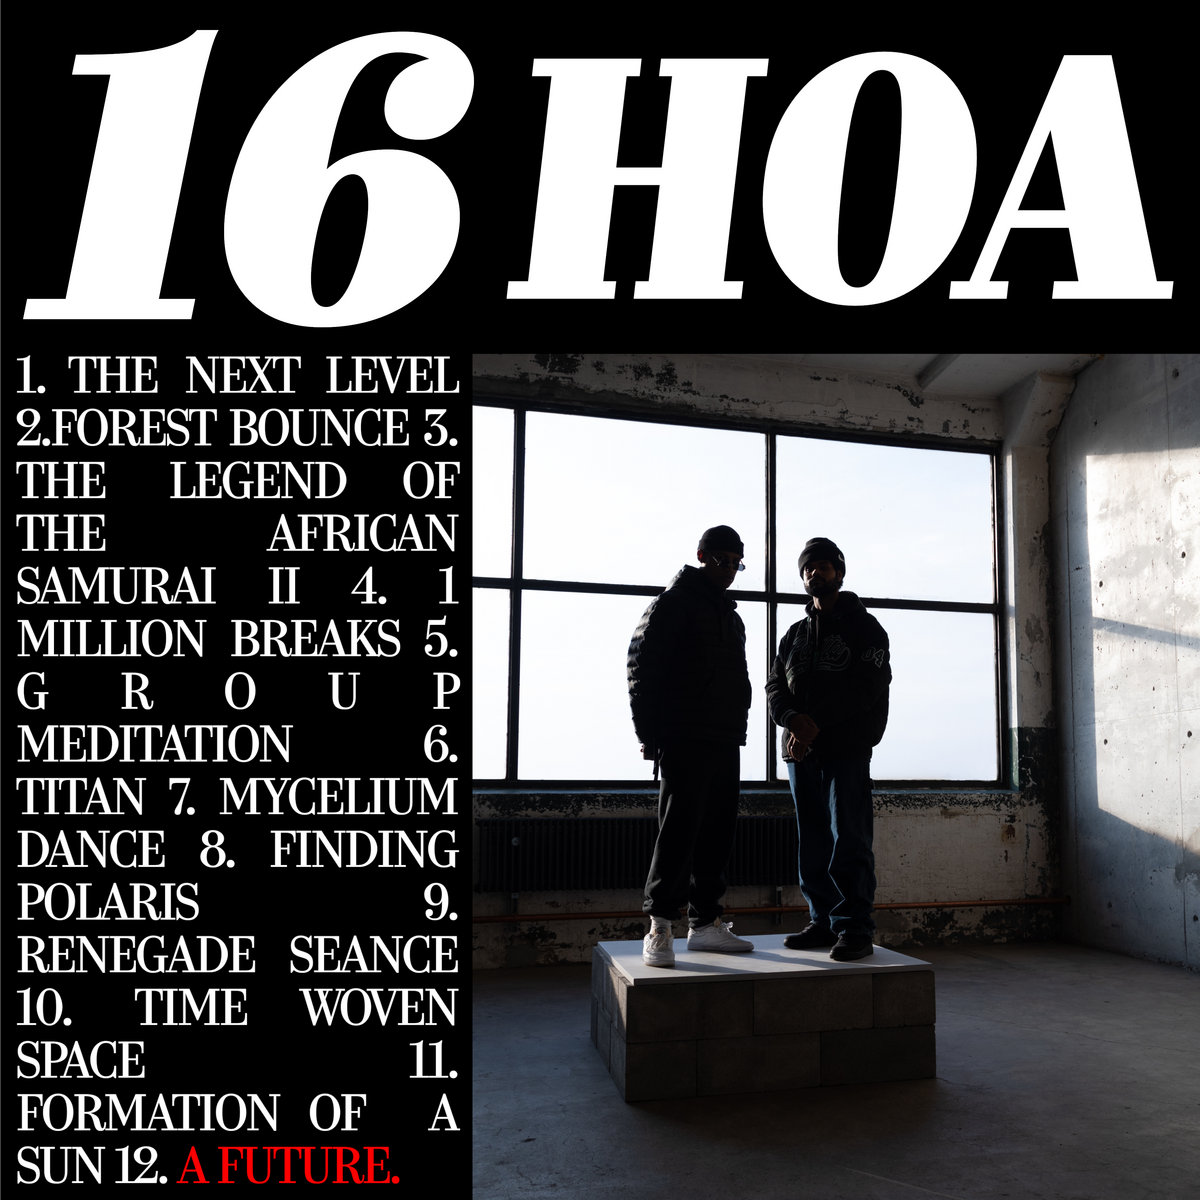 16 HOA
1. THE NEXT LEVEL
2.FOREST BOUNCE 3.
THE LEGEND OF
THE AFRICAN
SAMURAI II 4. 1
MILLION BREAKS 5.
G R O U P
MEDITATION 6.
TITAN 7. MYCELIUM
DANCE 8. FINDING
POLARIS 9.
RENEGADE SEANCE
10. TIME WOVEN
SPACE 11.
FORMATION OF A
SUN 12. A FUTURE.